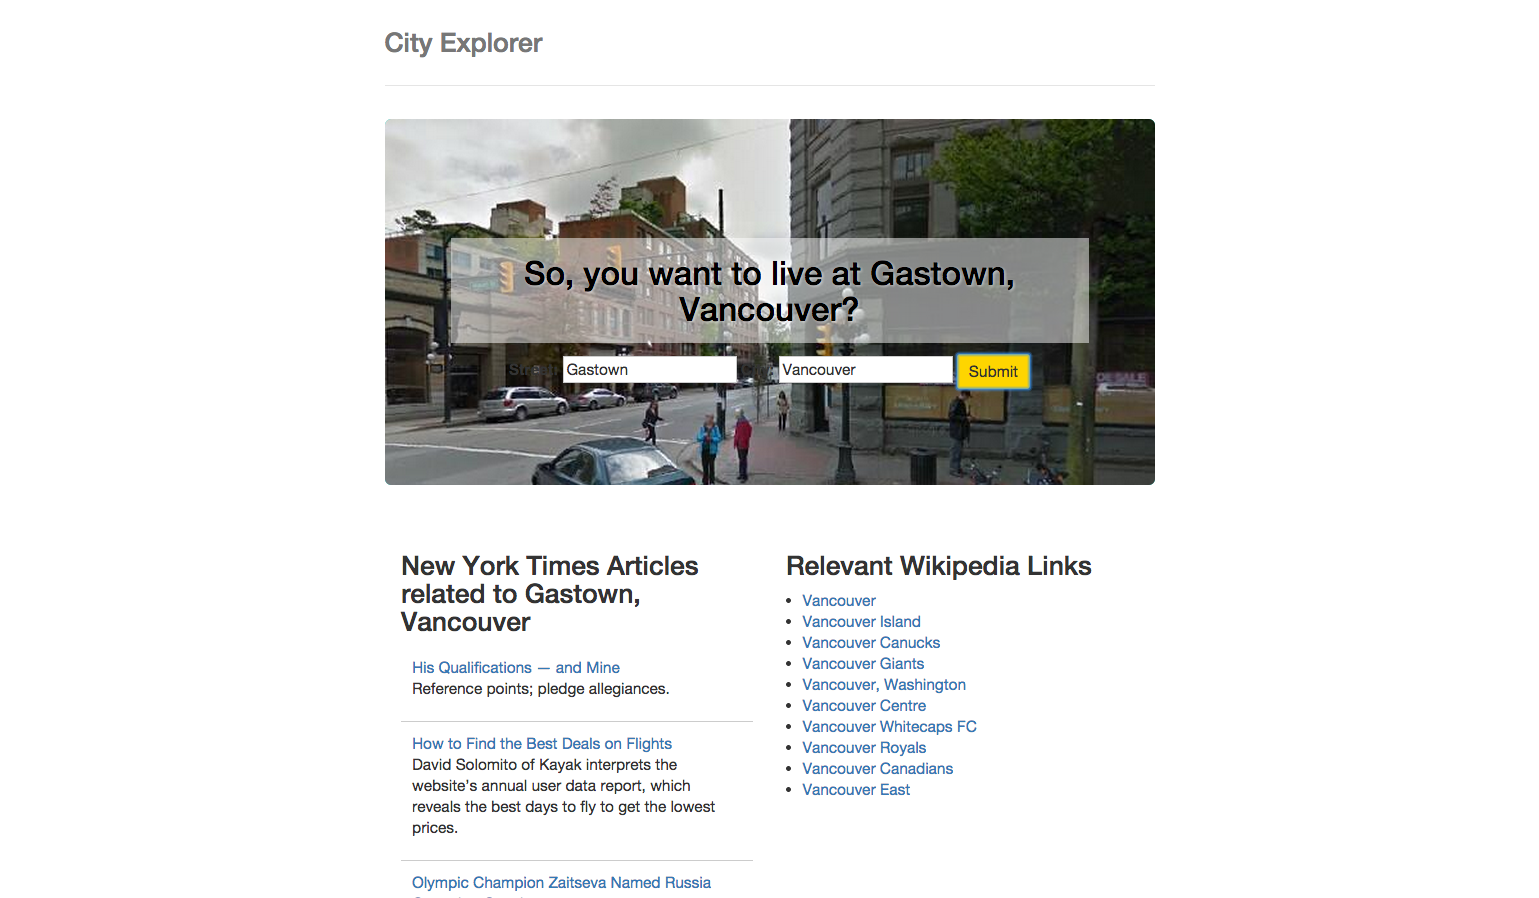 City Explorer
So, you want to live at Gastown,
Vancouver?
Street: Gastown Vancouver Submit
New York Times Articles
related to Gastown,
Vancouver
His Qualifications — and Mine
Reference points; pledge allegiances.
How to Find the Best Deals on Flights
David Solomito of Kayak interprets the
website's annual user data report, which
reveals the best days to fly to get the lowest
prices.
Olympic Champion Zaitseva Named Russia
Relevant Wikipedia Links
• Vancouver
• Vancouver Island
• Vancouver Canucks
• Vancouver Giants
• Vancouver, Washington
• Vancouver Centre
• Vancouver Whitecaps FC
• Vancouver Royals
• Vancouver Canadians
• Vancouver East